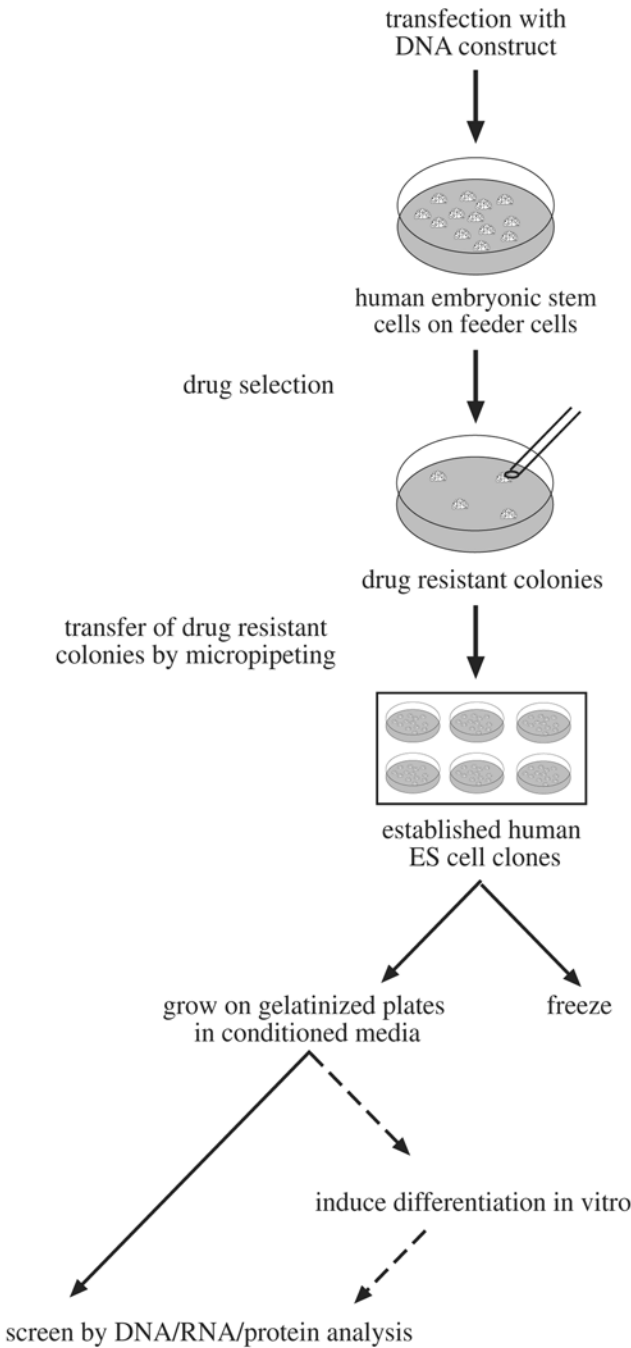 transfection with
DNA construct
human embryonic stem
cells on feeder cells
drug selection
drug resistant colonies
transfer of drug resistant
colonies by micropipeting
established human
ES cell clones
grow on gelatinized plates
in conditioned media
freeze
induce differentiation in vitro
screen by DNA/RNA/protein analysis